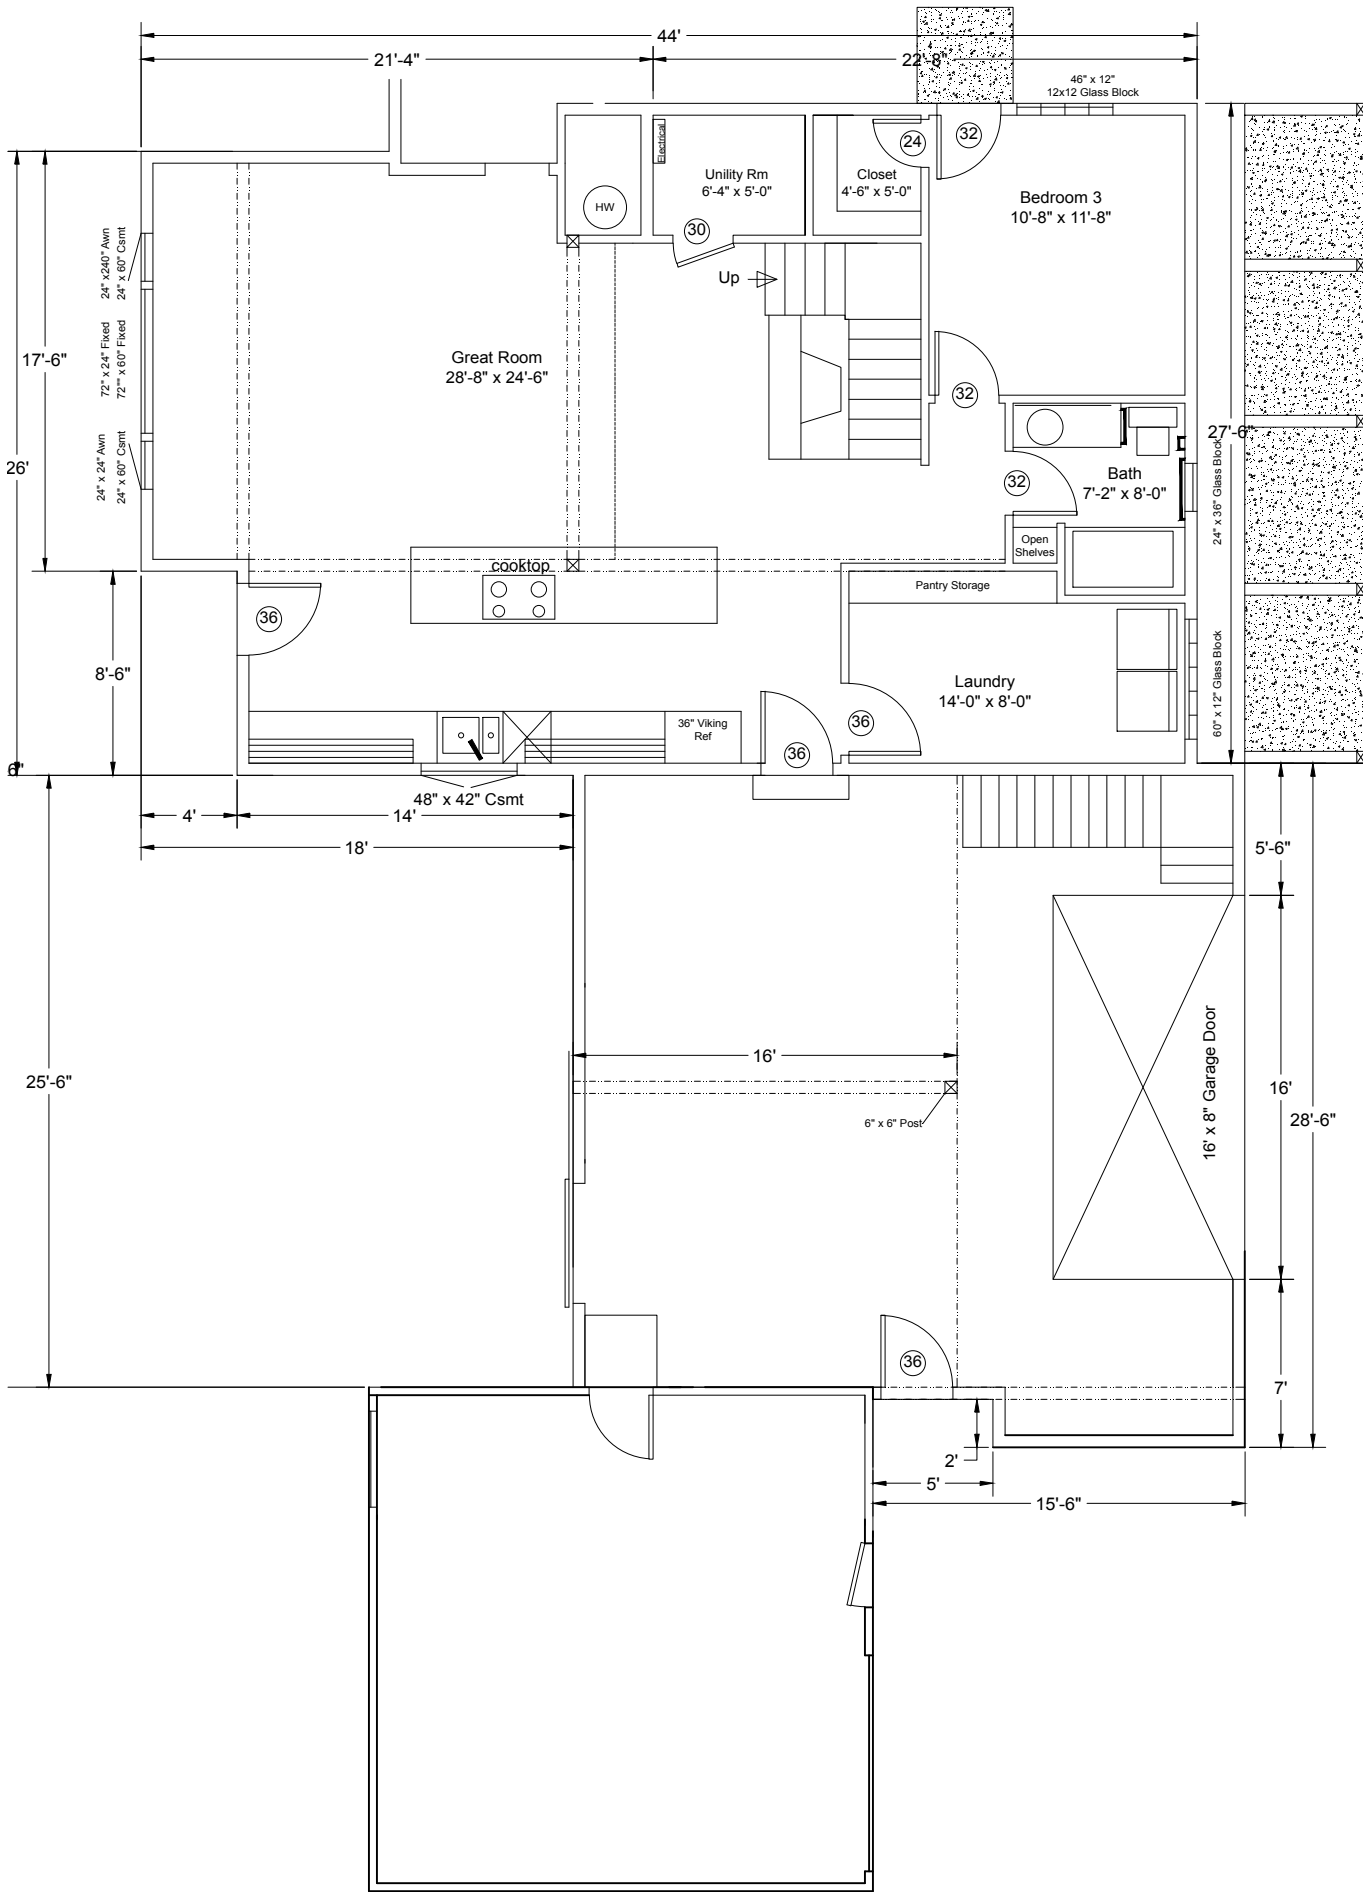 44'
21'-4"
22'-8"
46" x 12"
12x12 Glass Block
Electrical
Unility Rm
6'-4" x 5'-0"
Closet
4'-6" x 5'-0"
24
32
Bedroom 3
10'-8" x 11'-8"
HW
30
Up
24" x240" Awn
24" x 60" Csmt
72" x 24" Fixed
72"" x 60" Fixed
24" x 24" Awn
24" x 60" Csmt
17'-6"
26'
Great Room
28'-8" x 24'-6"
32
27'-6"
24" x 36" Glass Block
Bath
7'-2" x 8'-0"
32
Open
Shelves
cooktop
Pantry Storage
36
8'-6"
Laundry
14'-0" x 8'-0"
60" x 12" Glass Block
36" Viking
Ref
36
36
6"
48" x 42" Csmt
4'
14'
18'
5'-6"
25'-6"
16'
6" x 6" Post
16' x 8" Garage Door
16'
28'-6"
36
7'
2'
5'
15'-6"